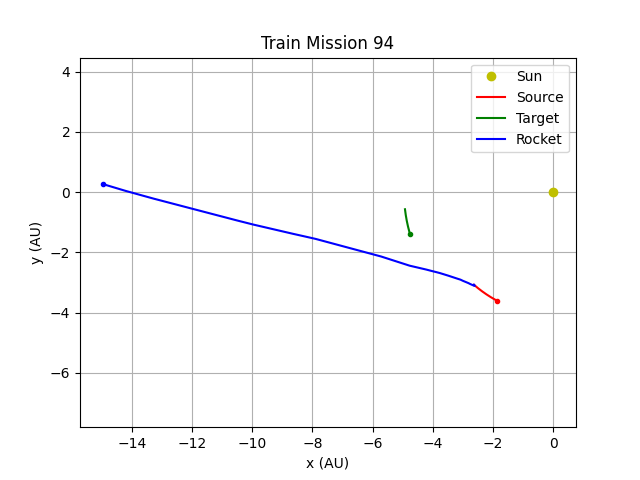 Train Mission 94
Sun
Source
Target
Rocket
4
2
0
−2
−4
−6
y (AU)
−14
−12
−10
−8
−6
−4
−2
0
x (AU)